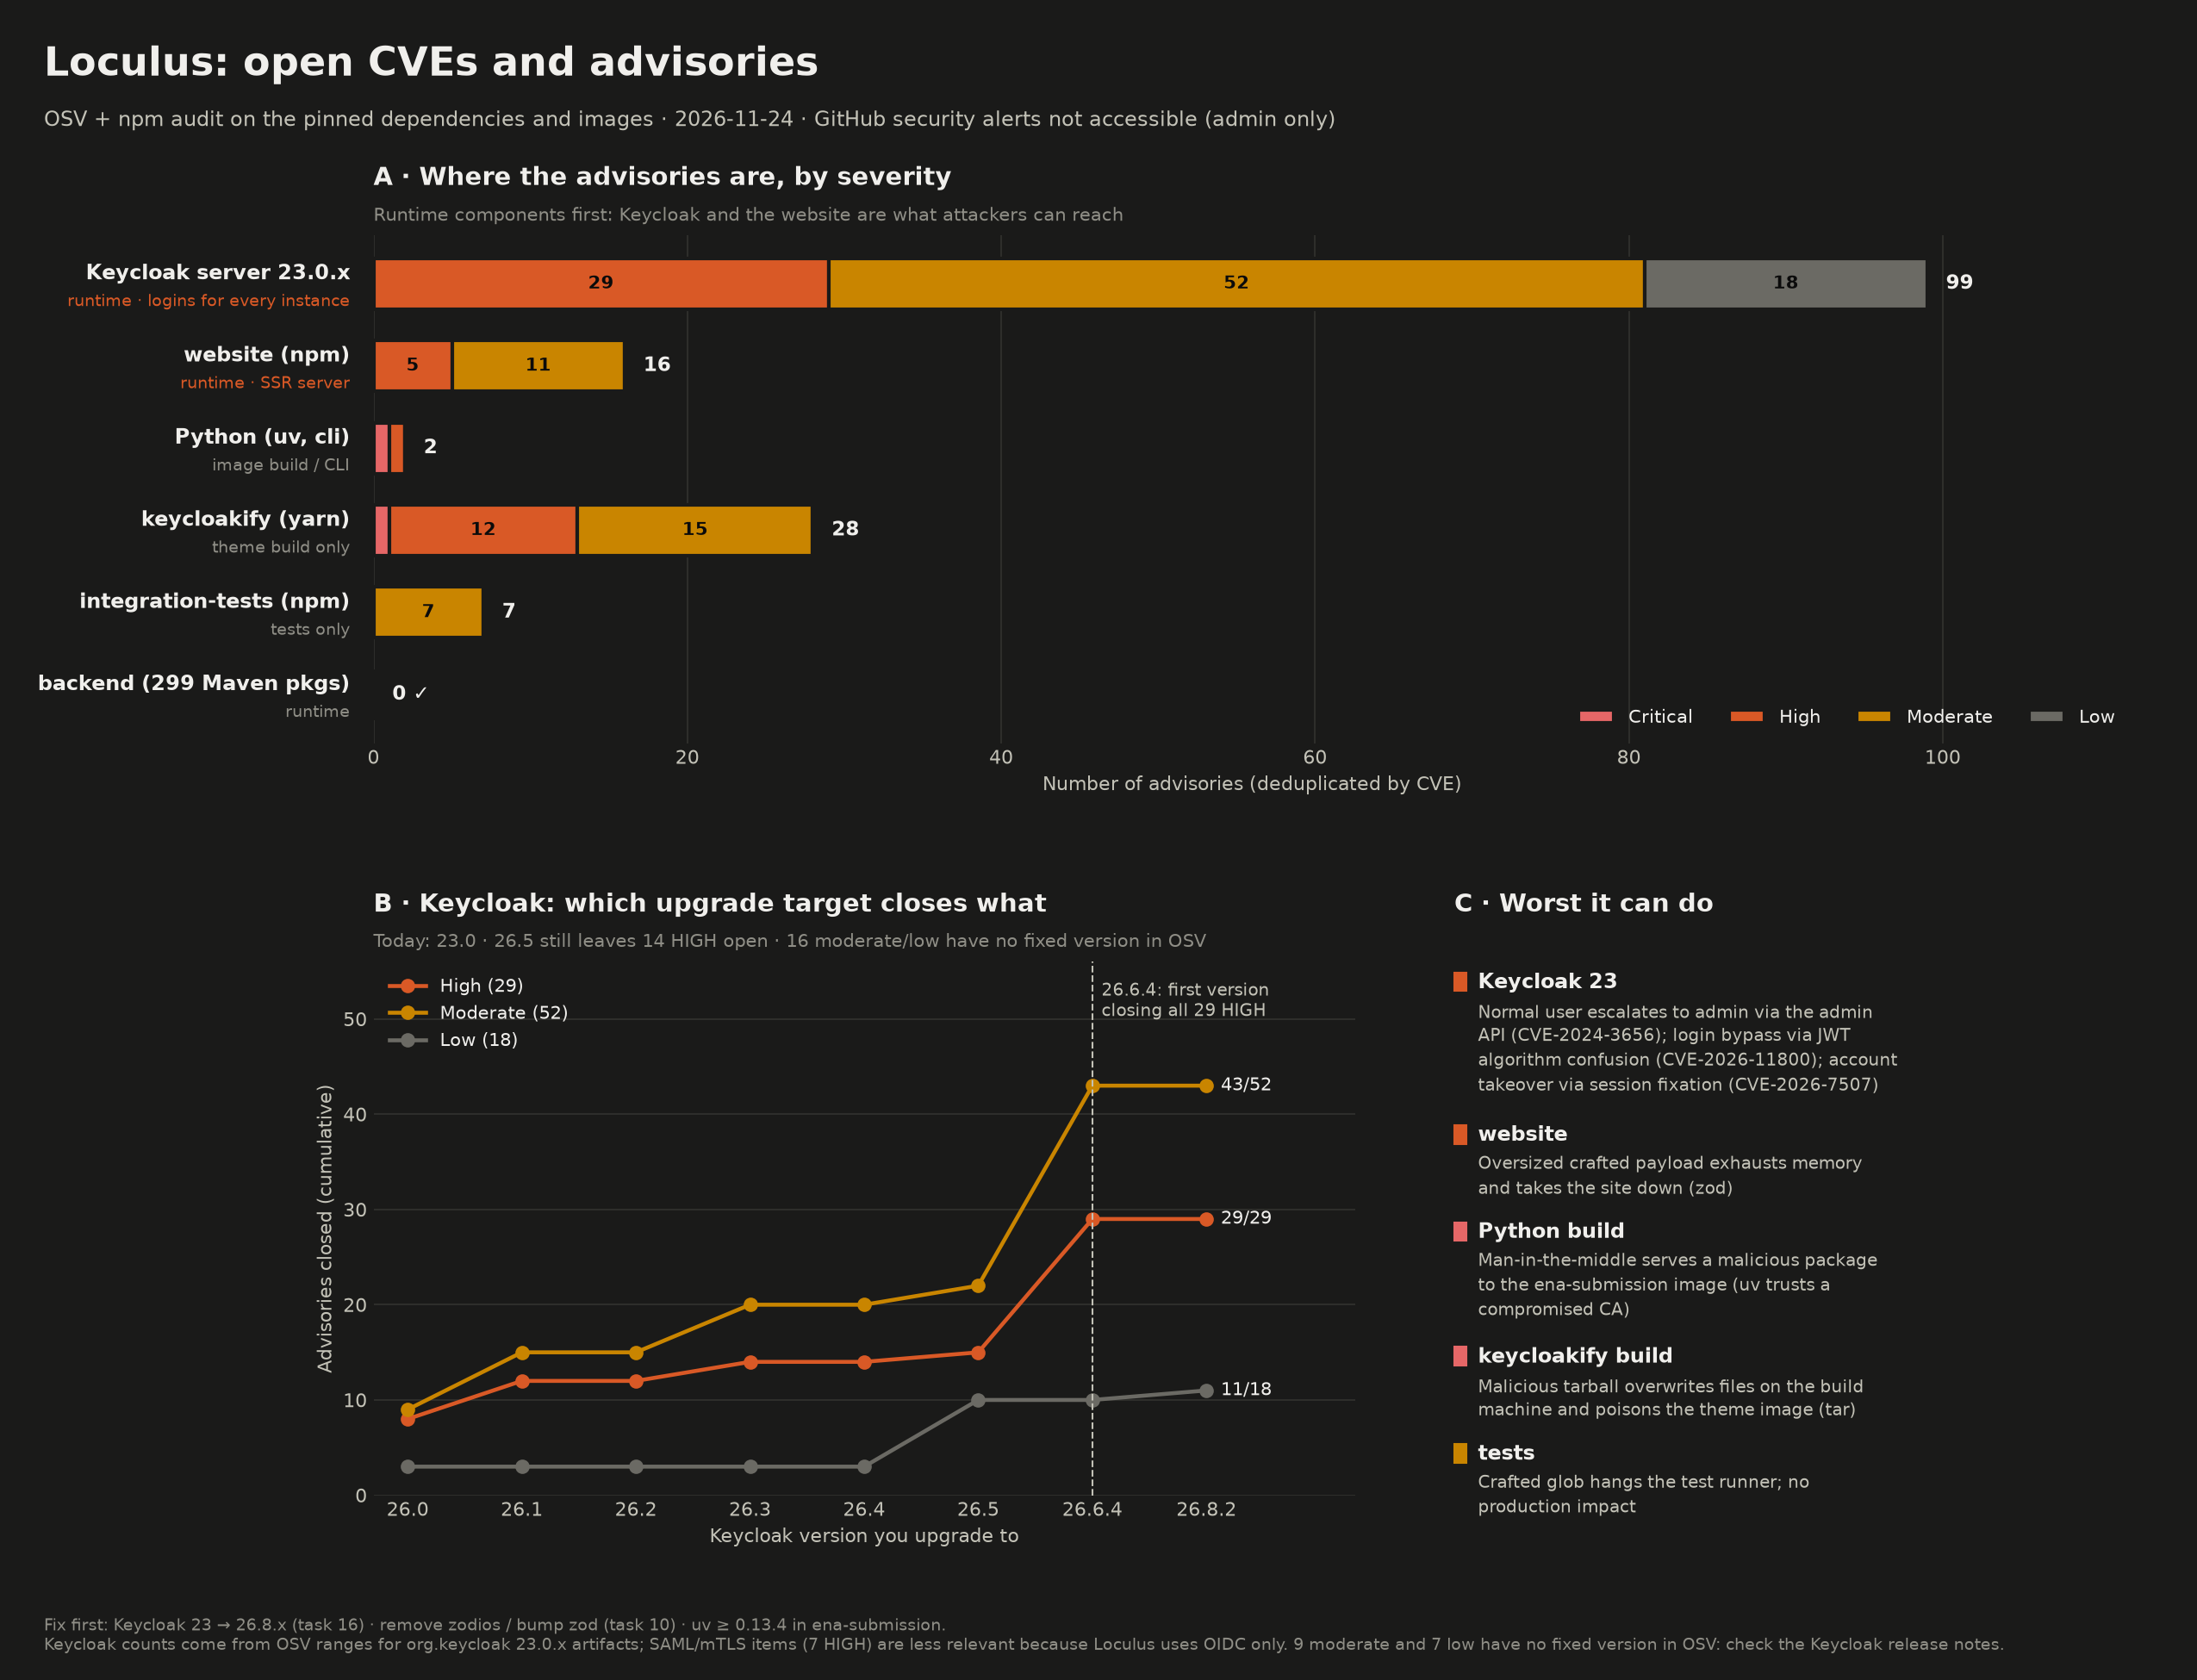 Loculus: open CVEs and advisories
OSV + npm audit on the pinned dependencies and images · 2026-11-24 · GitHub security alerts not accessible (admin only)
A · Where the advisories are, by severity
Runtime components first: Keycloak and the website are what attackers can reach
Keycloak server 23.0.x
runtime · logins for every instance
29
52
18
99
website (npm)
runtime · SSR server
5
11
16
Python (uv, cli)
image build / CLI
2
keycloakify (yarn)
theme build only
12
15
28
integration-tests (npm)
tests only
7
7
backend (299 Maven pkgs)
runtime
0 ✓
Critical
High
Moderate
Low
0
20
40
60
80
100
Number of advisories (deduplicated by CVE)
B · Keycloak: which upgrade target closes what
Today: 23.0 · 26.5 still leaves 14 HIGH open · 16 moderate/low have no fixed version in OSV
High (29)
Moderate (52)
Low (18)
26.6.4: first version
closing all 29 HIGH
Advisories closed (cumulative)
50
40
30
20
10
0
43/52
29/29
11/18
26.0
26.1
26.2
26.3
26.4
26.5
26.6.4
26.8.2
Keycloak version you upgrade to
C · Worst it can do
Keycloak 23
Normal user escalates to admin via the admin
API (CVE-2024-3656); login bypass via JWT
algorithm confusion (CVE-2026-11800); account
takeover via session fixation (CVE-2026-7507)
website
Oversized crafted payload exhausts memory
and takes the site down (zod)
Python build
Man-in-the-middle serves a malicious package
to the ena-submission image (uv trusts a
compromised CA)
keycloakify build
Malicious tarball overwrites files on the build
machine and poisons the theme image (tar)
tests
Crafted glob hangs the test runner; no
production impact
Fix first: Keycloak 23 → 26.8.x (task 16) · remove zodios / bump zod (task 10) · uv ≥ 0.13.4 in ena-submission.
Keycloak counts come from OSV ranges for org.keycloak 23.0.x artifacts; SAML/mTLS items (7 HIGH) are less relevant because Loculus uses OIDC only. 9 moderate and 7 low have no fixed version in OSV: check the Keycloak release notes.